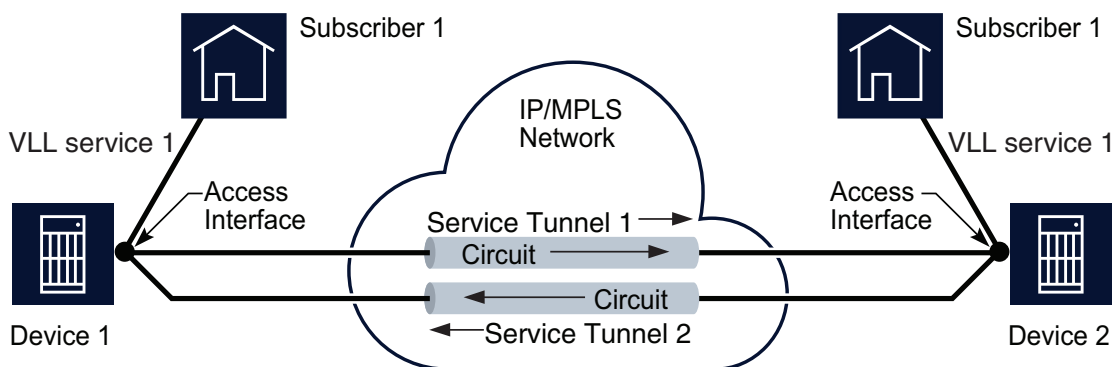 Subscriber 1
Subscriber 1
IP/MPLS
Network
VLL service 1
VLL service 1
Access
Interface
Access
Interface
Service Tunnel 1
Circuit
Circuit
Service Tunnel 2
Device 1
Device 2